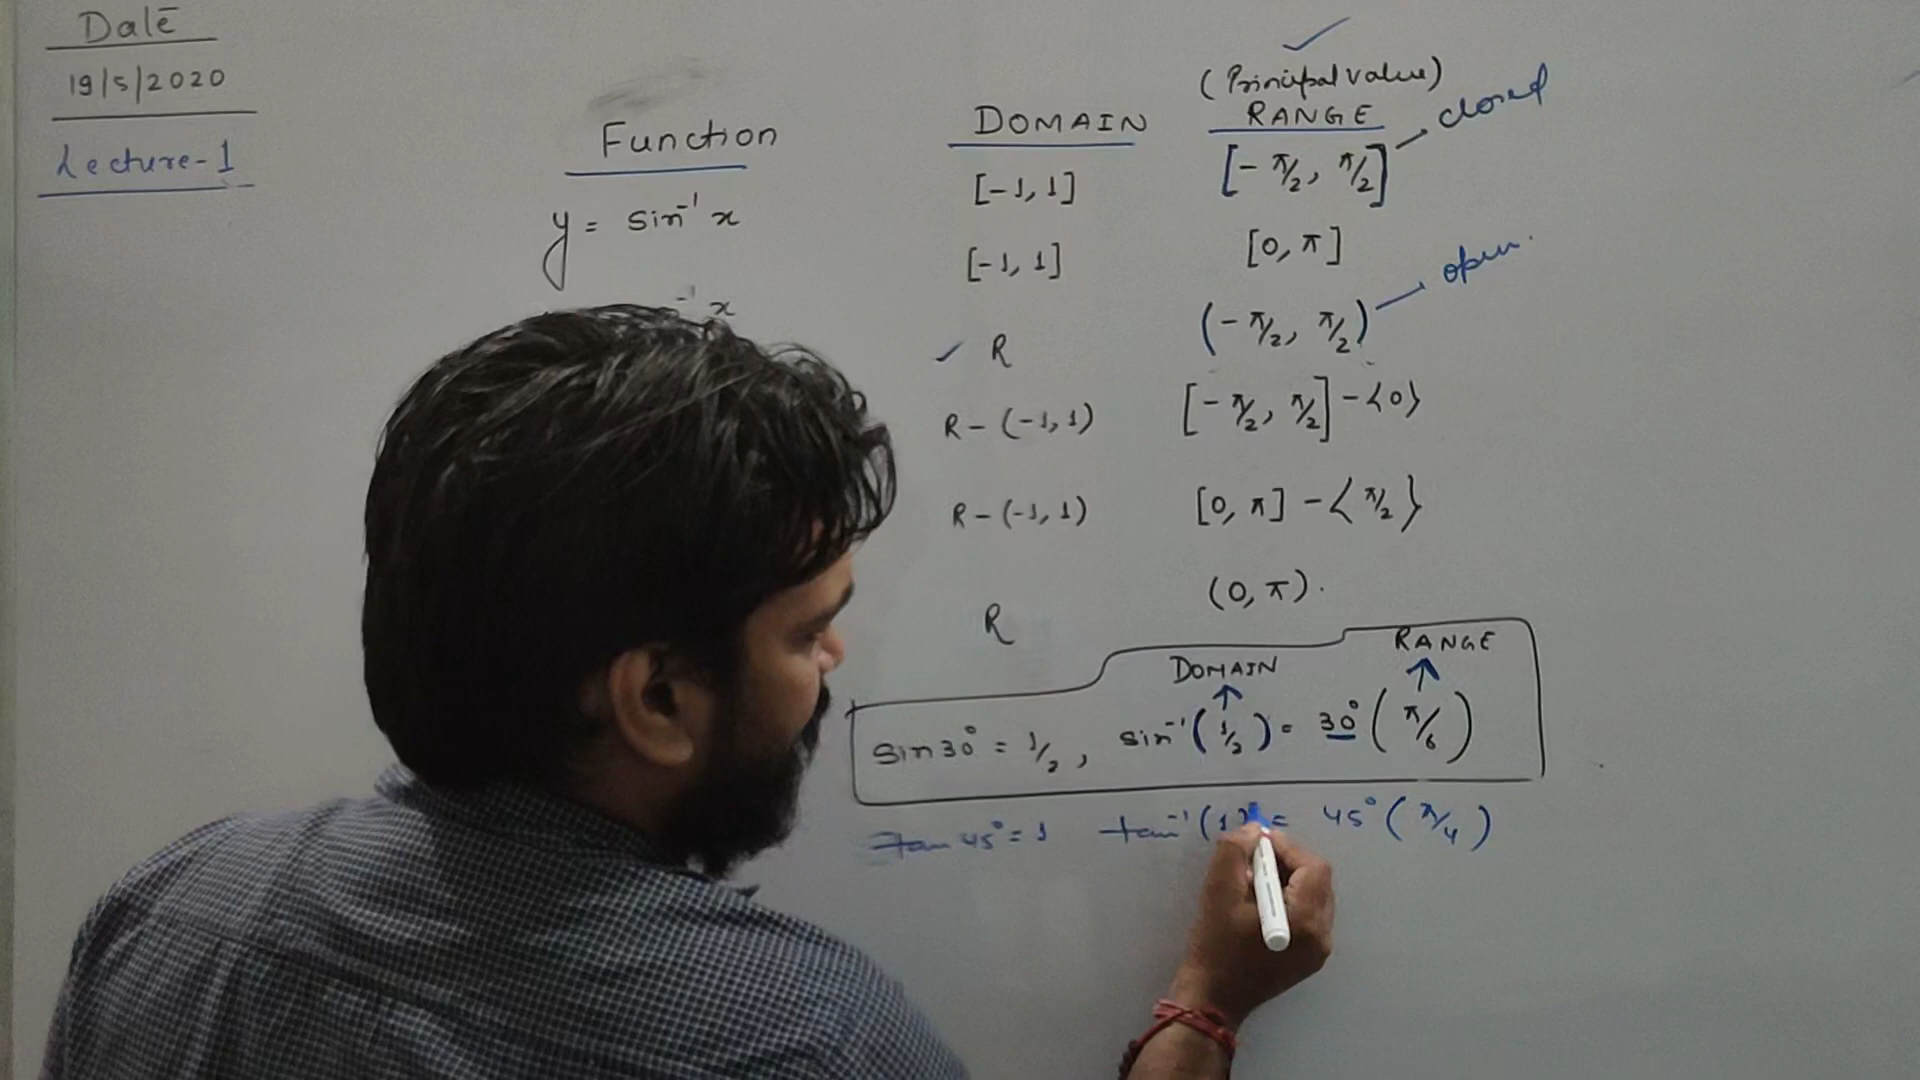 Date
19/5/2020
Lecture-1
(Principal value)
Function DOMAIN RANGE closed
y = sin⁻¹ x [-1, 1] [-π/2, π/2]
[-1, 1] [0, π] open.
⁻¹ x
✓ R (-π/2, π/2)
R - (-1, 1) [-π/2, π/2] - {0}
R - (-1, 1) [0, π] - {π/2}
R (0, π).
DOMAIN RANGE
sin 30° = 1/2, sin⁻¹(1/2) = 30° (π/6)
tan 45° = 1 tan⁻¹(1) = 45° (π/4)